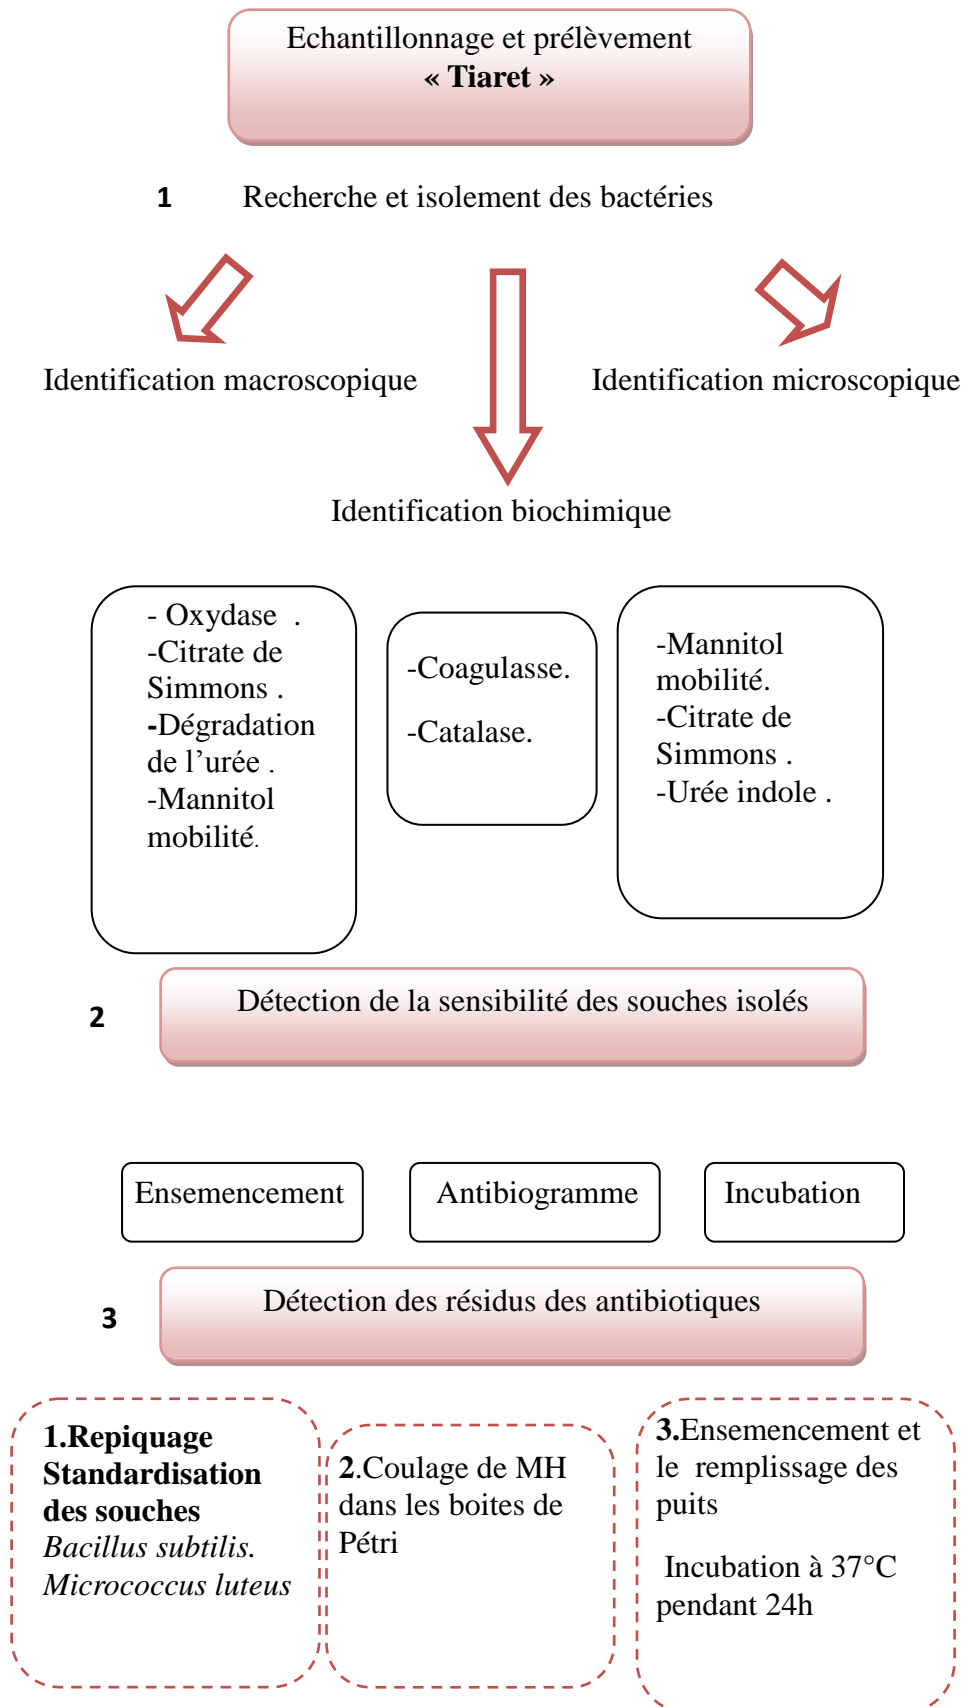 Echantillonnage et prélèvement
« Tiaret »
1 Recherche et isolement des bactéries
Identification macroscopique
Identification microscopique
Identification biochimique
- Oxydase .
-Citrate de
Simmons .
-Dégradation
de l’urée .
-Mannitol
mobilité.
-Coagulasse.
-Catalase.
-Mannitol
mobilité.
-Citrate de
Simmons .
-Urée indole .
2
Détection de la sensibilité des souches isolés
Ensemencement
Antibiogramme
Incubation
3
Détection des résidus des antibiotiques
1.Repiquage
Standardisation
des souches
Bacillus subtilis.
Micrococcus luteus
2.Coulage de MH
dans les boites de
Pétri
3.Ensemencement et
le remplissage des
puits
Incubation à 37°C
pendant 24h